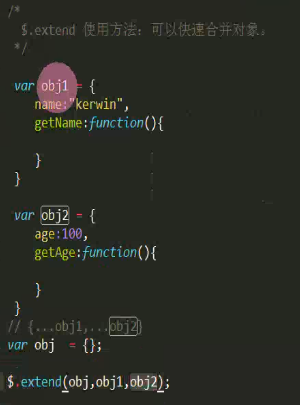 /*
$.extend 使用方法：可以快速合并对象。
*/
var obj1 = {
name:"kerwin",
getName:function(){
}
}
var obj2 = {
age:100,
getAge:function(){
}
}
// {...obj1,...obj2}
var obj = {};
$.extend(obj,obj1,obj2);